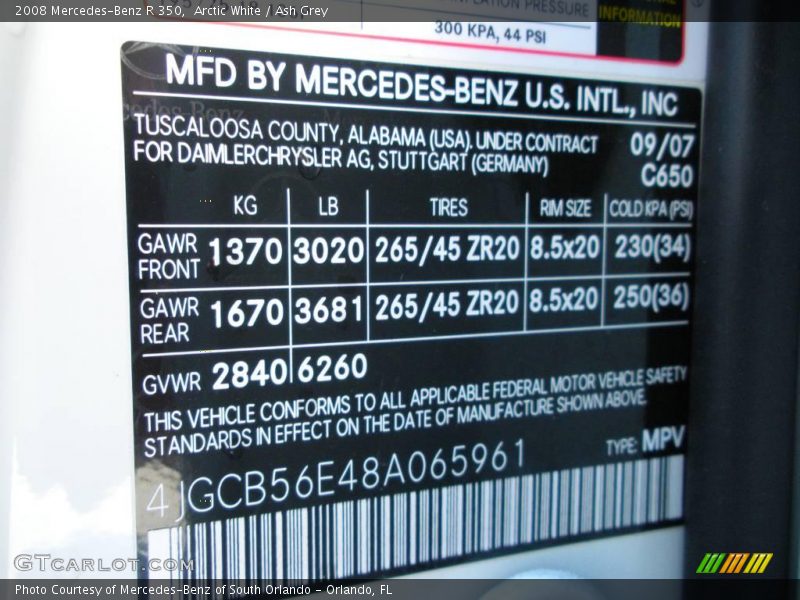 2008 Mercedes-Benz R 350, Arctic White / Ash Grey
INFLATION PRESSURE
300 KPA, 44 PSI
INFORMATION
MFD BY MERCEDES-BENZ U.S. INTL., INC
TUSCALOOSA COUNTY, ALABAMA (USA). UNDER CONTRACT 09/07
FOR DAIMLERCHRYSLER AG, STUTTGART (GERMANY) C650
KG LB TIRES RIM SIZE COLD KPA (PSI)
GAWR FRONT 1370 3020 265/45 ZR20 8.5x20 230(34)
GAWR REAR 1670 3681 265/45 ZR20 8.5x20 250(36)
GVWR 2840 6260
THIS VEHICLE CONFORMS TO ALL APPLICABLE FEDERAL MOTOR VEHICLE SAFETY
STANDARDS IN EFFECT ON THE DATE OF MANUFACTURE SHOWN ABOVE.
4JGCB56E48A065961 TYPE: MPV
GTcarlot.com
Photo Courtesy of Mercedes-Benz of South Orlando - Orlando, FL